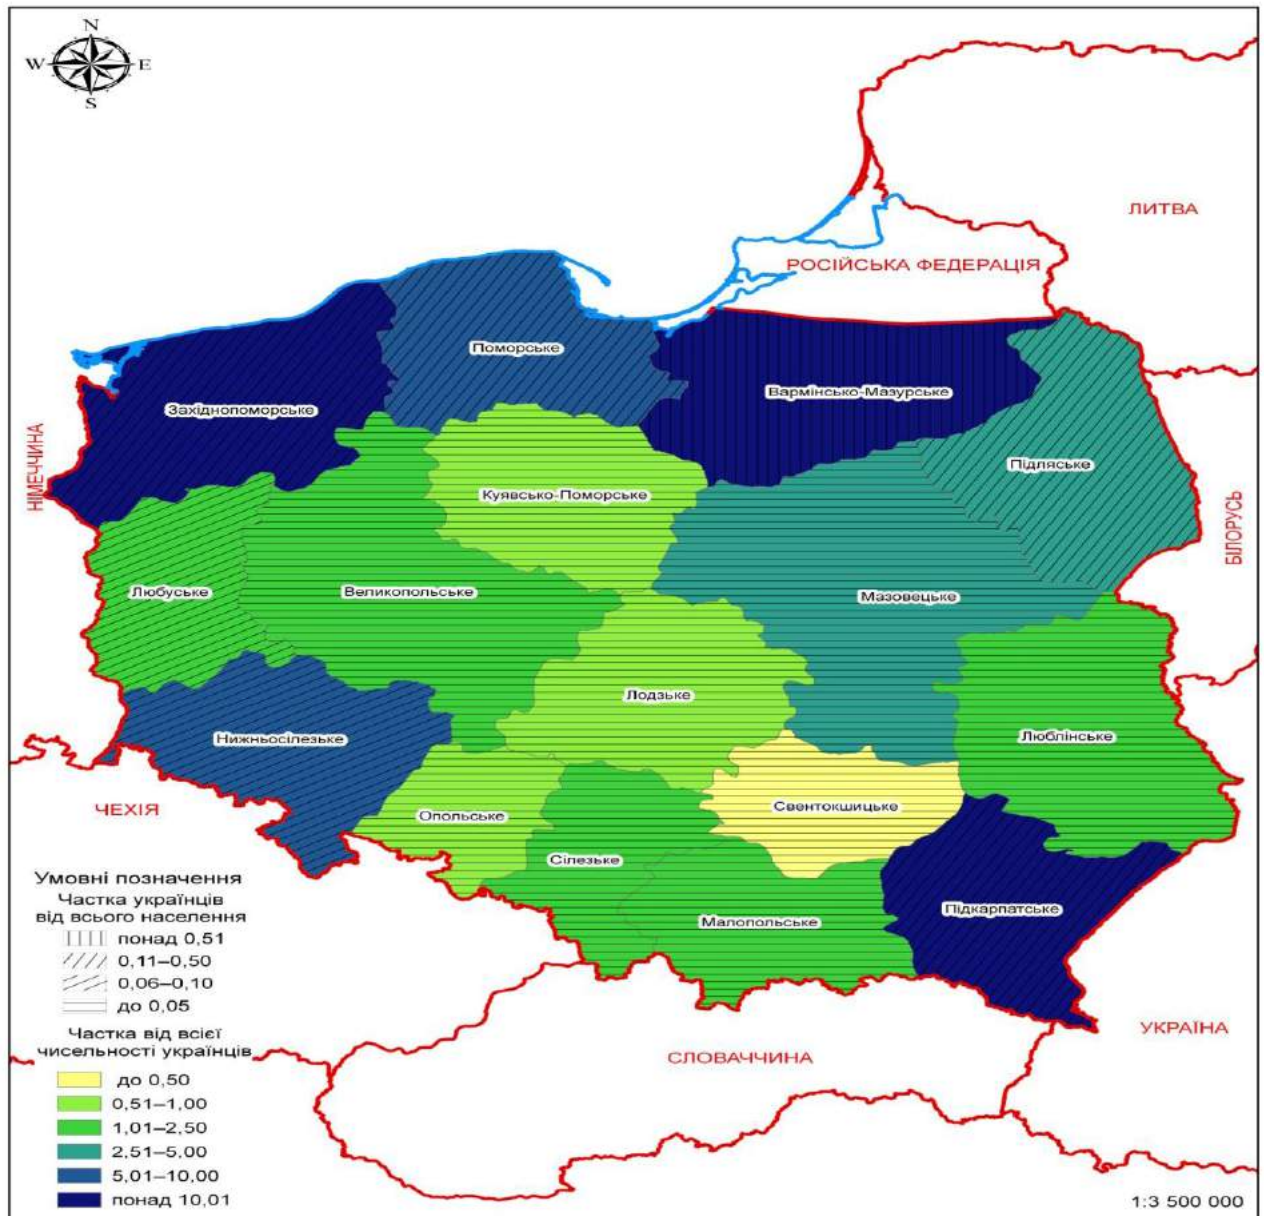 N
W E
S
ЛИТВА
РОСІЙСЬКА ФЕДЕРАЦІЯ
Поморське
Вармінсько-Мазурське
Західнопоморське
Підляське
НІМЕЧЧИНА
Куявсько-Поморське
БІЛОРУСЬ
Любуське
Великопольське
Мазовецьке
Лодзьке
Нижньосілезьке
Люблінське
ЧЕХІЯ
Опольське
Свентокшицьке
Сілезьке
Підкарпатське
Малопольське
УКРАЇНА
СЛОВАЧЧИНА
Умовні позначення
Частка українців
від всього населення
понад 0,51
0,11–0,50
0,06–0,10
до 0,05
Частка від всієї
чисельності українців
до 0,50
0,51–1,00
1,01–2,50
2,51–5,00
5,01–10,00
понад 10,01
1:3 500 000